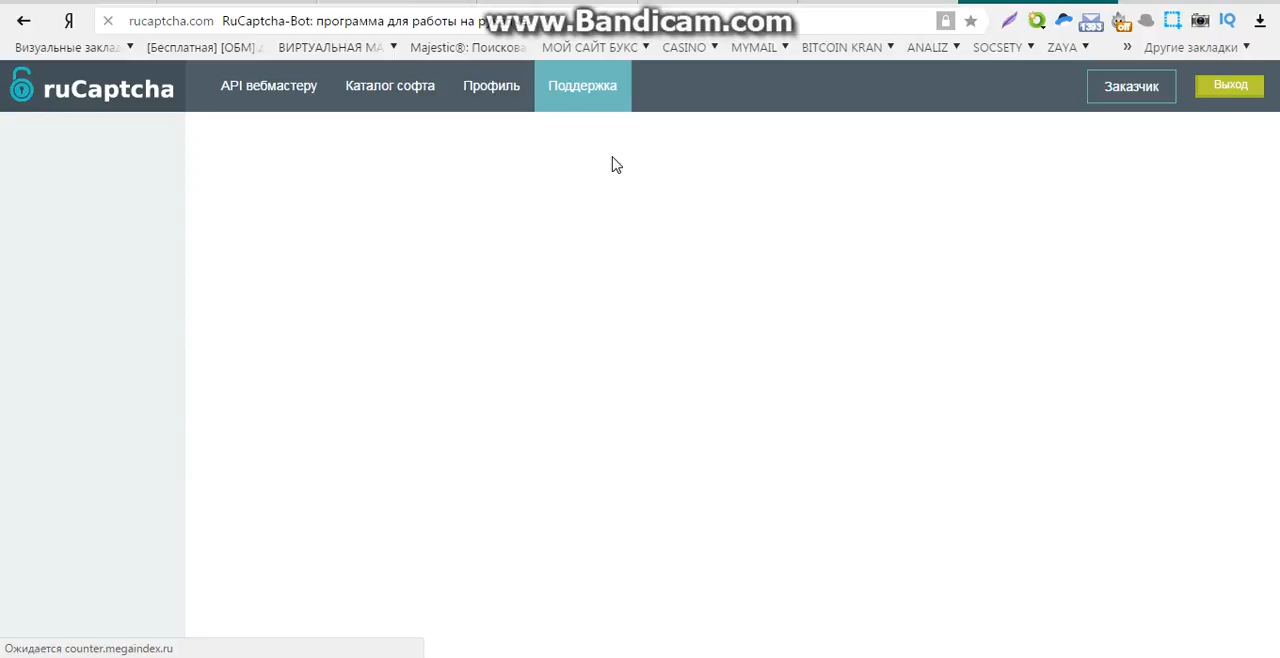 www.Bandicam.com
Я rucaptcha.com RuCaptcha-Bot: программа для работы на
Визуальные заклад [Бесплатная] [ОБМ] ВИРТУАЛЬНАЯ МА Majestic®: Поискова МОЙ САЙТ БУКС CASINO MYMAIL BITCOIN KRAN ANALIZ SOCSETY ZAYA » Другие закладки
ruCaptcha API вебмастеру Каталог софта Профиль Поддержка Заказчик Выход
Ожидается counter.megaindex.ru